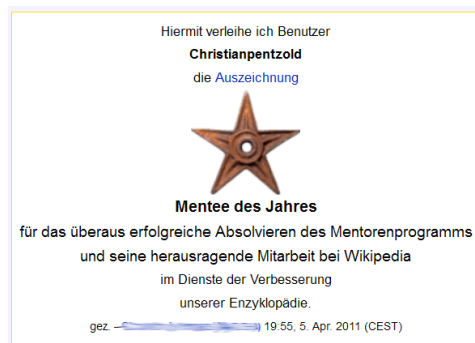 Hiermit verleihe ich Benutzer
Christianpentzold
die Auszeichnung
Mentee des Jahres
für das überaus erfolgreiche Absolvieren des Mentorenprogramms
und seine herausragende Mitarbeit bei Wikipedia
im Dienste der Verbesserung
unserer Enzyklopädie.
gez. – 19:55, 5. Apr. 2011 (CEST)